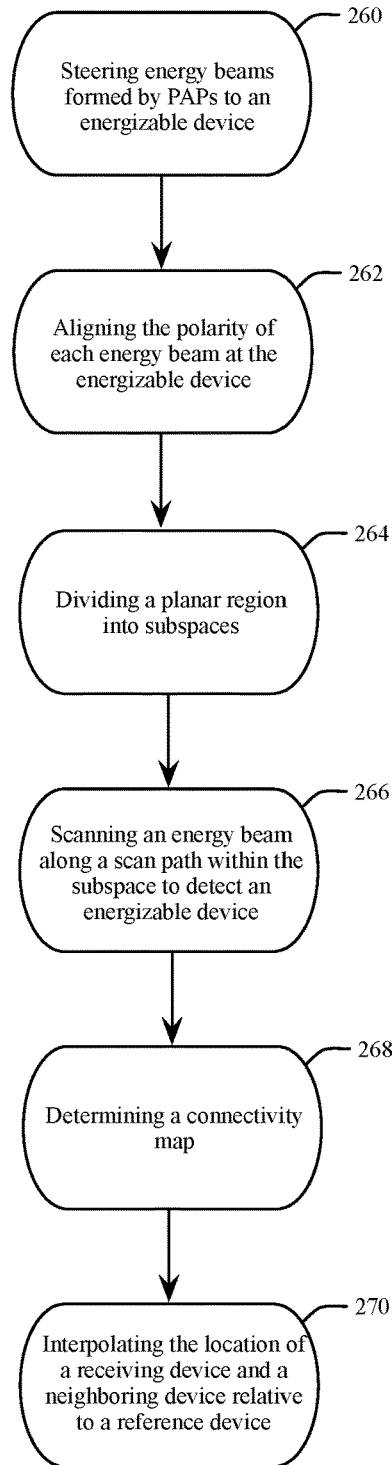 260
Steering energy beams
formed by PAPs to an
energizable device
262
Aligning the polarity of
each energy beam at the
energizable device
264
Dividing a planar region
into subspaces
266
Scanning an energy beam
along a scan path within the
subspace to detect an
energizable device
268
Determining a connectivity
map
270
Interpolating the location of
a receiving device and a
neighboring device relative
to a reference device